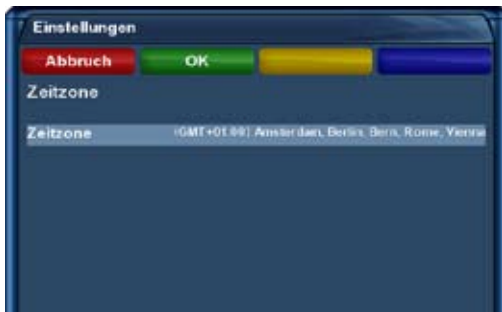 Einstellungen
Abbruch OK
Zeitzone
Zeitzone (GMT+01:00) Amsterdam, Berlin, Bern, Rome, Vienna